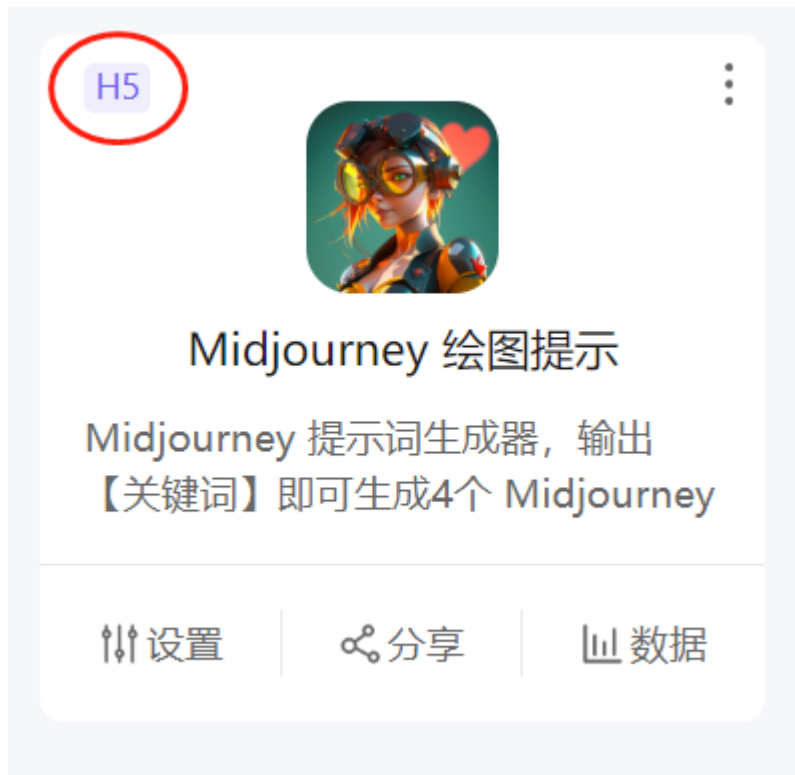 H5
Midjourney 绘图提示
Midjourney 提示词生成器，输出
【关键词】即可生成4个 Midjourney
设置 分享 数据